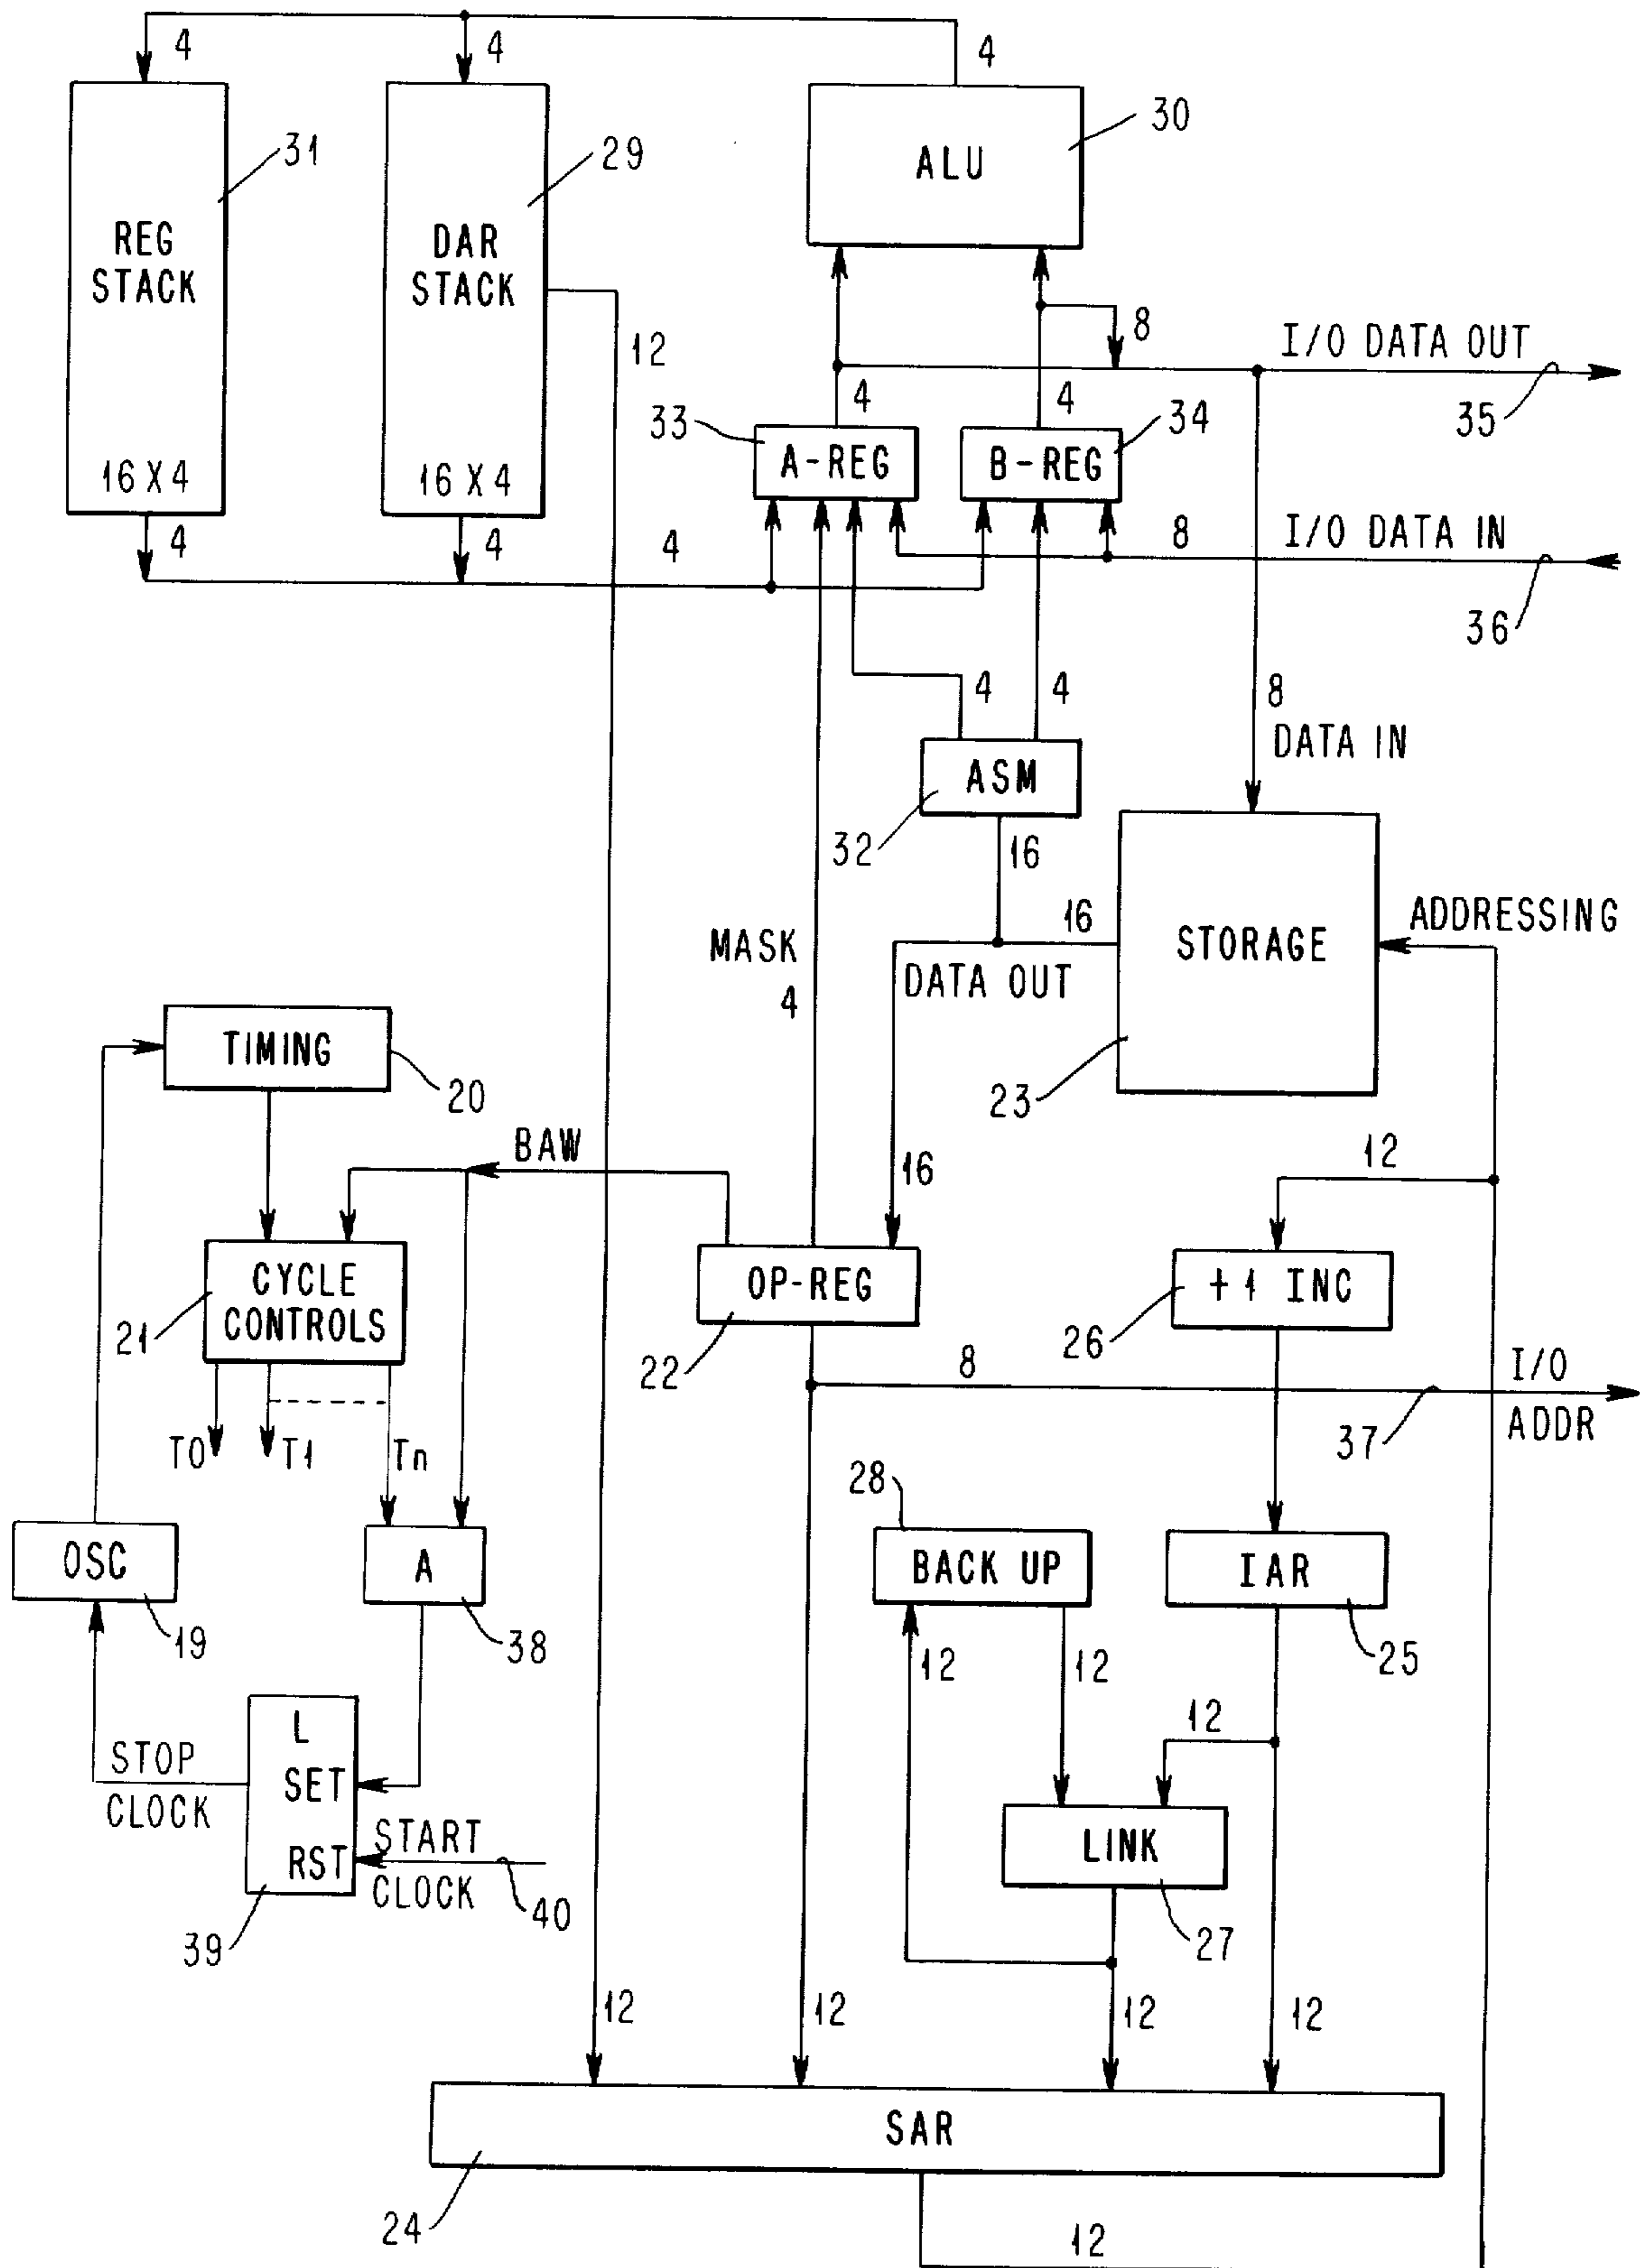 4
4
4
31
29
30
REG
STACK
DAR
STACK
ALU
12
8
I/O DATA OUT
35
4
4
33
34
A-REG
B-REG
16 X 4
16 X 4
4
4
4
8
I/O DATA IN
36
4
4
8
DATA IN
ASM
32
16
ADDRESSING
16
MASK
4
DATA OUT
STORAGE
23
TIMING
20
BAW
16
12
CYCLE
CONTROLS
21
OP-REG
22
+1 INC
26
8
I/O
ADDR
37
T0
T1
Tn
28
OSC
19
A
38
BACK UP
IAR
25
12
12
12
L
SET
RST
STOP
CLOCK
START
CLOCK
39
40
LINK
27
12
12
12
12
SAR
24
12